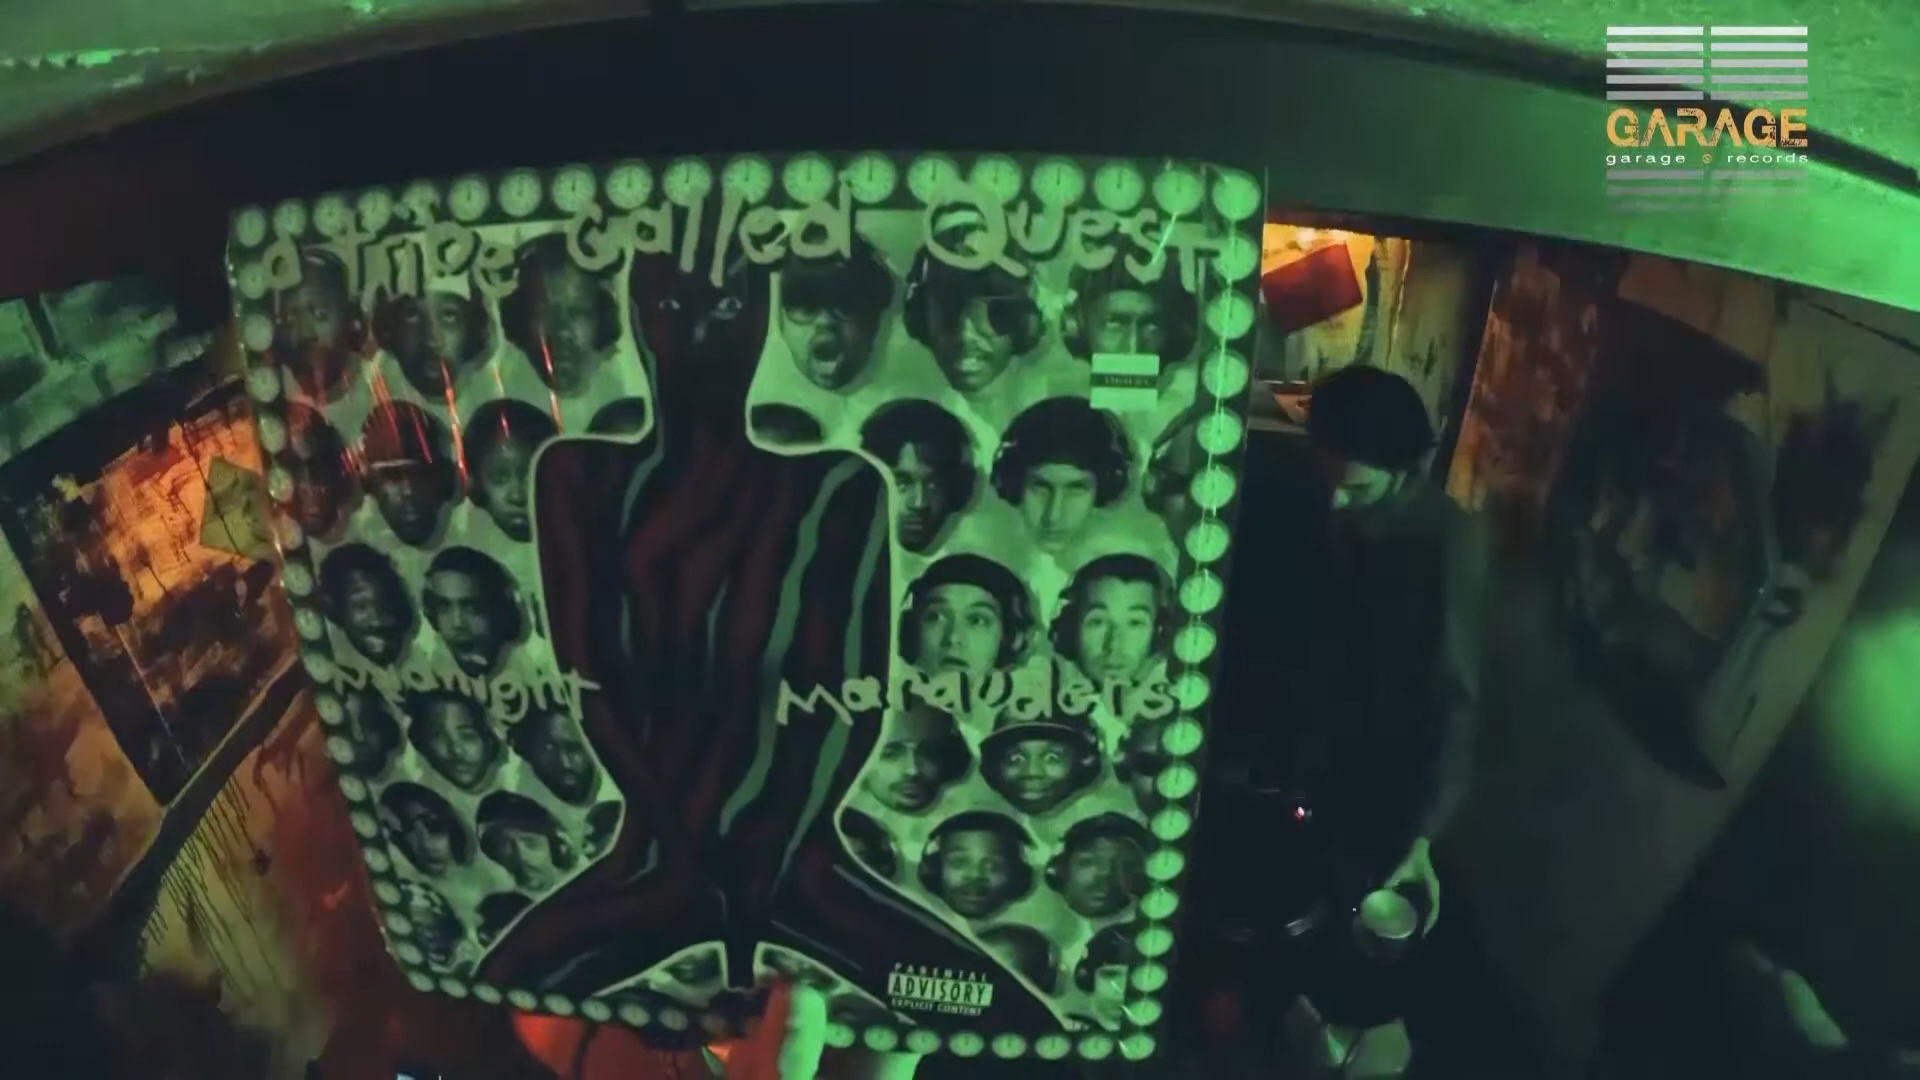 GARAGE
garage records
a Tribe Called Quest
Midnight Marauders
PARENTAL
ADVISORY
EXPLICIT CONTENT